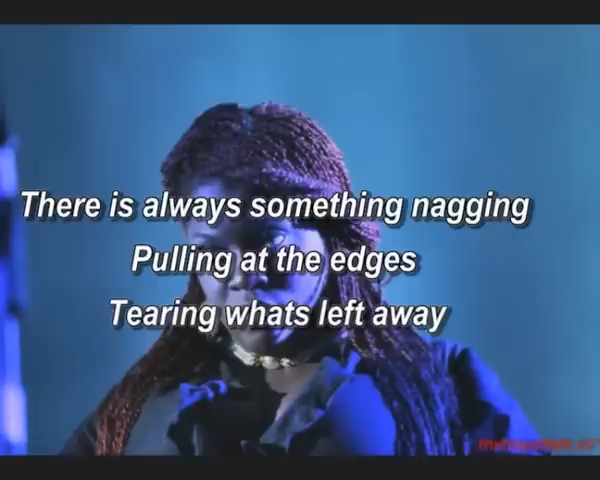 There is always something nagging
Pulling at the edges
Tearing whats left away